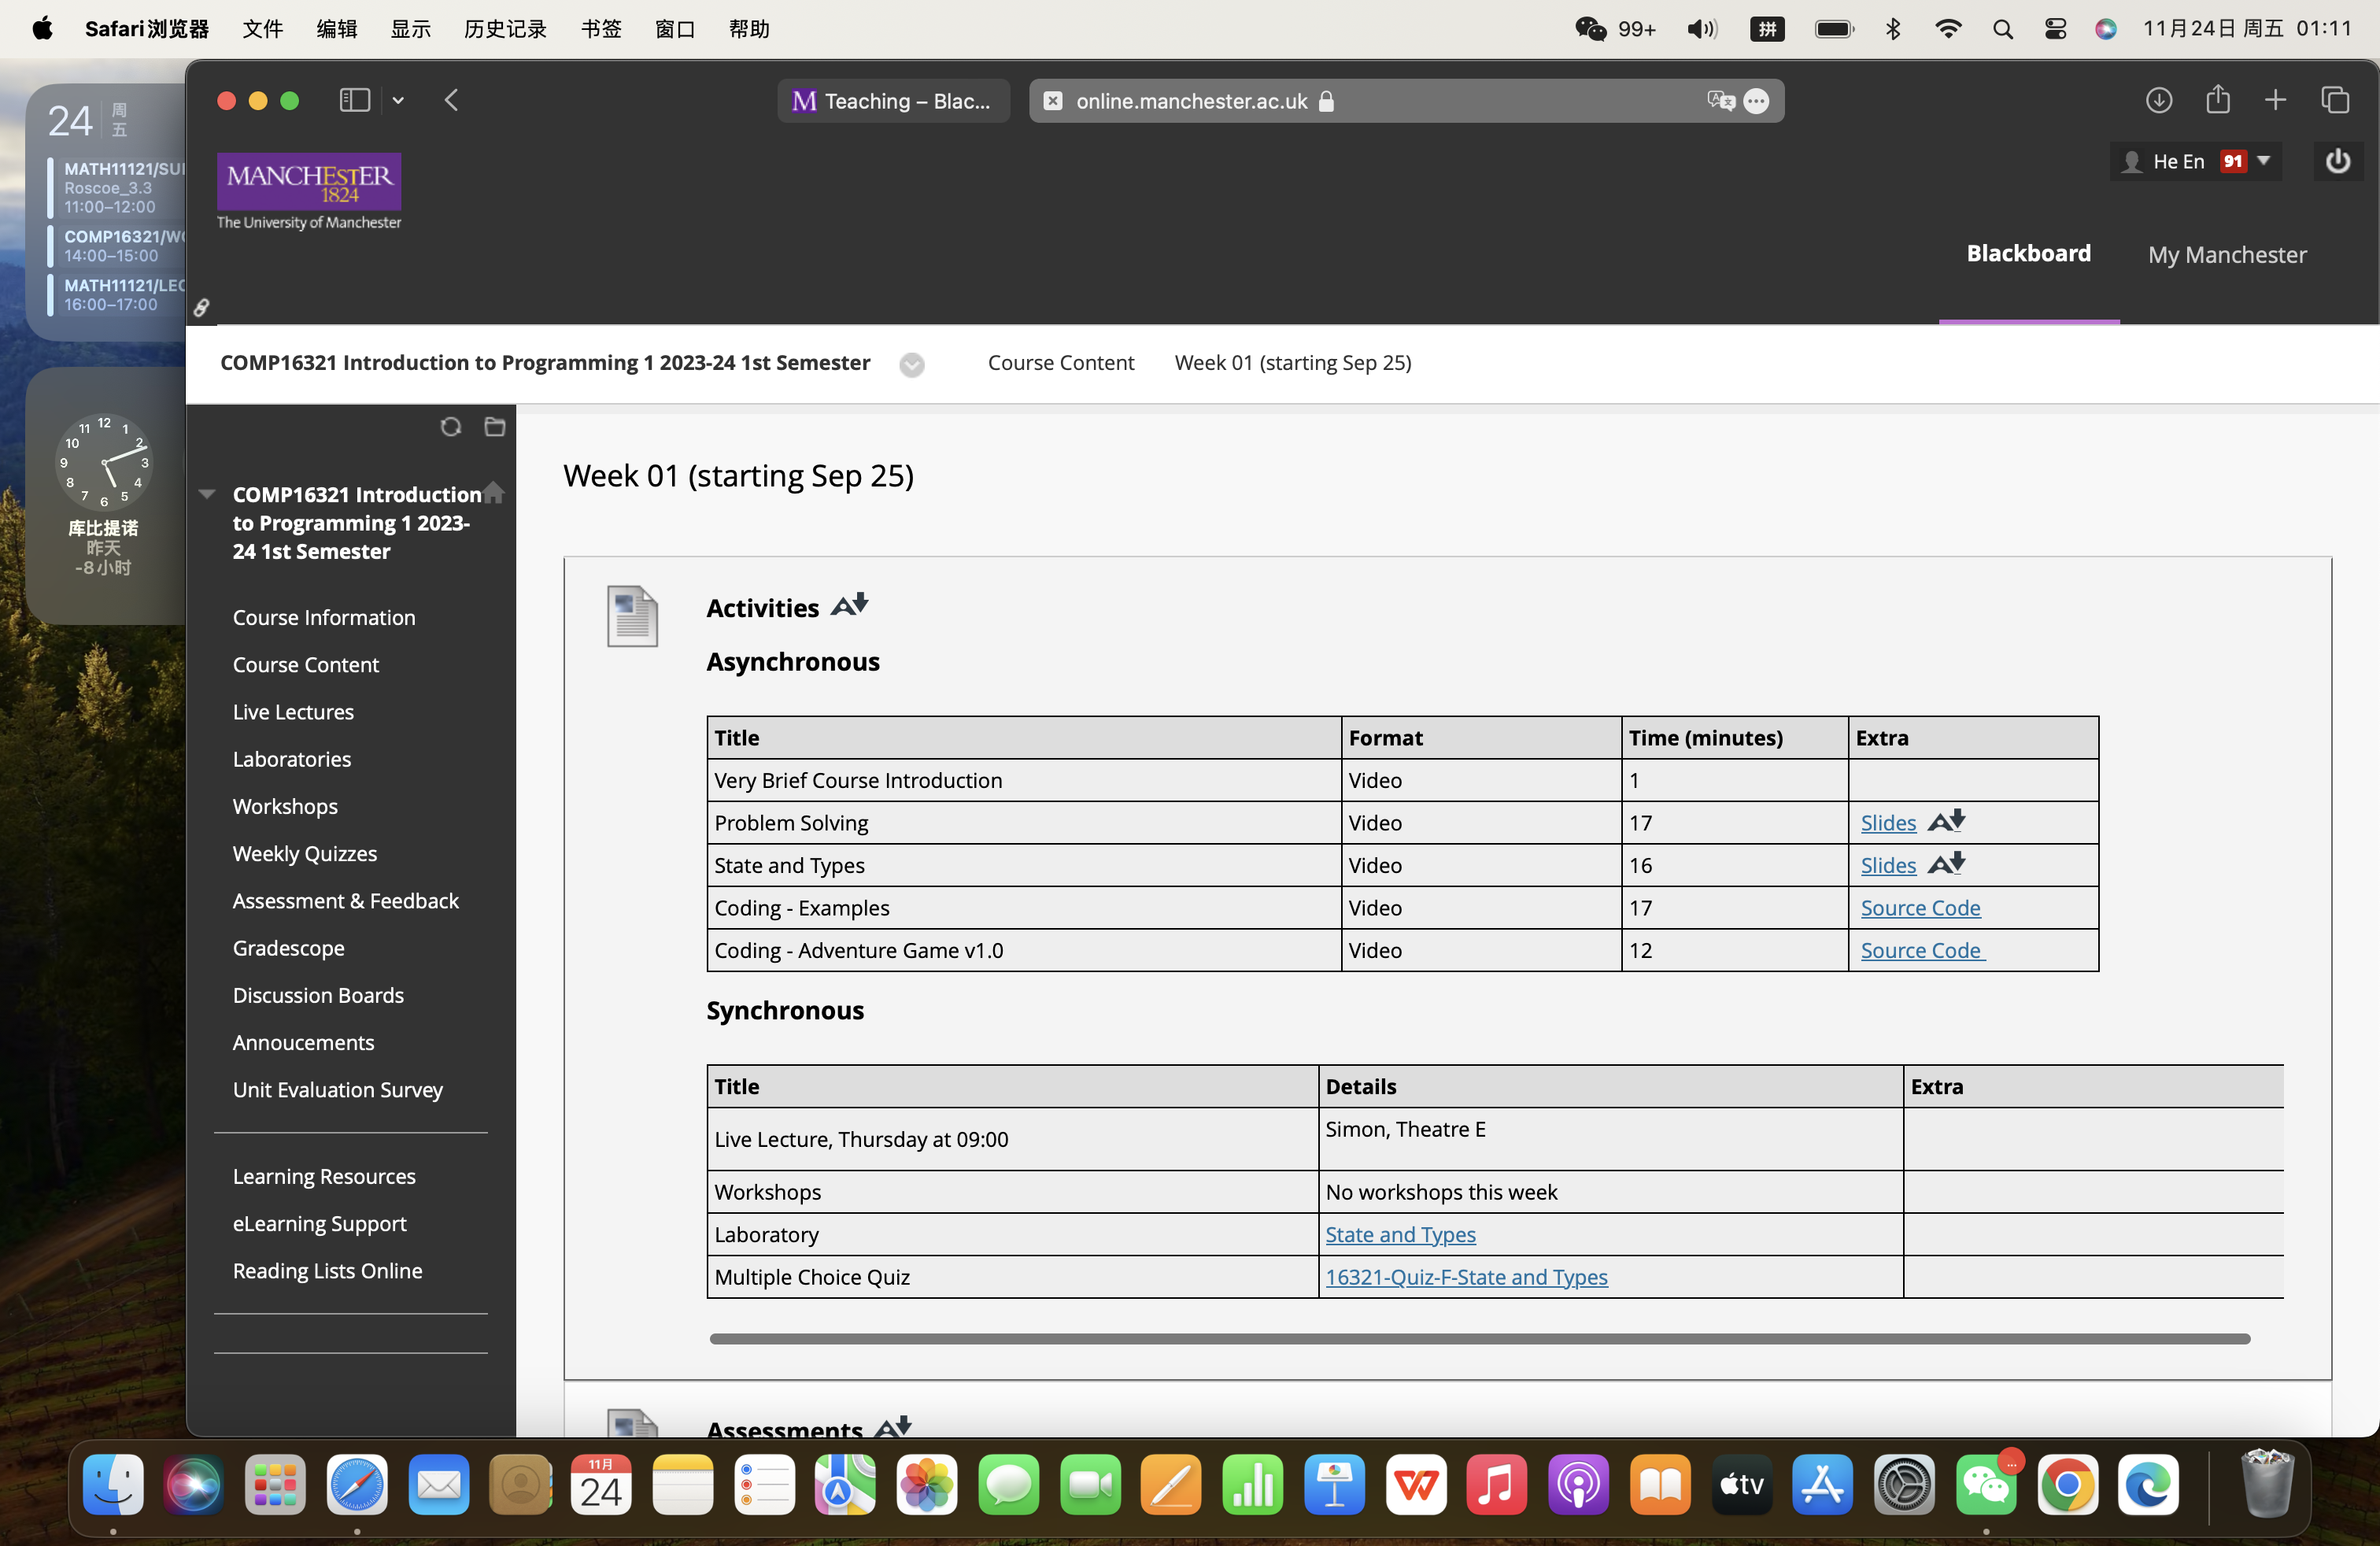 Safari浏览器 文件 编辑 显示 历史记录 书签 窗口 帮助 99+ 拼 11月24日 周五 01:11
24 周五
MATH11121/SU
Roscoe_3.3
11:00–12:00
COMP16321/W
14:00–15:00
MATH11121/LEC
16:00–17:00
12 1 2 3 4 5 6 7 8 9 10 11
库比提诺
昨天
-8小时
M Teaching – Blac...
online.manchester.ac.uk
MANCHESTER
1824
The University of Manchester
He En 91
Blackboard My Manchester
COMP16321 Introduction to Programming 1 2023-24 1st Semester Course Content Week 01 (starting Sep 25)
COMP16321 Introduction
to Programming 1 2023-
24 1st Semester
Course Information
Course Content
Live Lectures
Laboratories
Workshops
Weekly Quizzes
Assessment & Feedback
Gradescope
Discussion Boards
Annoucements
Unit Evaluation Survey
Learning Resources
eLearning Support
Reading Lists Online
Week 01 (starting Sep 25)
Activities
Asynchronous
Title Format Time (minutes) Extra
Very Brief Course Introduction Video 1
Problem Solving Video 17 Slides
State and Types Video 16 Slides
Coding - Examples Video 17 Source Code
Coding - Adventure Game v1.0 Video 12 Source Code
Synchronous
Title Details Extra
Live Lecture, Thursday at 09:00 Simon, Theatre E
Workshops No workshops this week
Laboratory State and Types
Multiple Choice Quiz 16321-Quiz-F-State and Types
Assessments
11月
24
tv